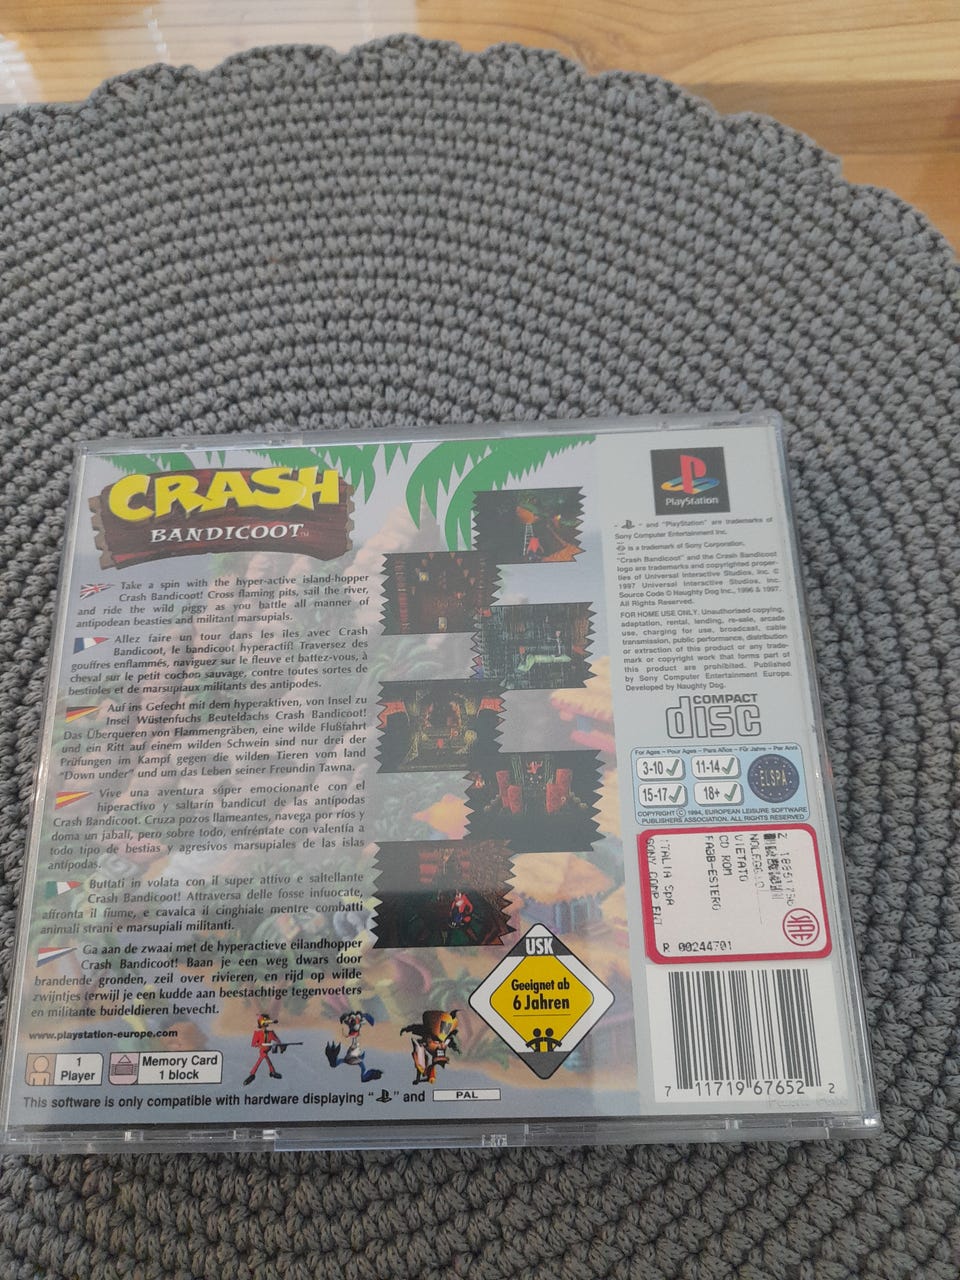 CRASH
BANDICOOT™
Take a spin with the hyper-active island-hopper
Crash Bandicoot! Cross flaming pits, sail the river,
and ride the wild piggy as you battle all manner of
antipodean beasties and militant marsupials.
Allez faire un tour dans les îles avec Crash
Bandicoot, le bandicoot hyperactif! Traversez des
gouffres enflammés, naviguez sur le fleuve et battez-vous, à
cheval sur le petit cochon sauvage, contre toutes sortes de
bestioles et de marsupiaux militants des antipodes.
Auf ins Gefecht mit dem hyperaktiven, von Insel zu
Insel Wüstenfuchs Beuteldachs Crash Bandicoot!
Das Überqueren von Flammengräben, eine wilde Flußfahrt
und ein Ritt auf einem wilden Schwein sind nur drei der
Prüfungen im Kampf gegen die wilden Tieren vom land
"Down under" und um das Leben seiner Freundin Tawna.
Vive una aventura súper emocionante con el
hiperactivo y saltarín bandicut de las antípodas
Crash Bandicoot. Cruza pozos llameantes, navega por ríos y
doma un jabalí, pero sobre todo, enfréntate con valentía a
todo tipo de bestias y agresivos marsupiales de las islas
antípodas.
Buttati in volata con il super attivo e saltellante
Crash Bandicoot! Attraversa delle fosse infuocate,
affronta il fiume, e cavalca il cinghiale mentre combatti
animali strani e marsupiali militanti.
Ga aan de zwaai met de hyperactieve eilandhopper
Crash Bandicoot! Baan je een weg dwars door
brandende gronden, zeil over rivieren, en rijd op wilde
zwijntjes terwijl je een kudde aan beestachtige tegenvoeters
en militante buideldieren bevecht.
www.playstation-europe.com
1
Player
Memory Card
1 block
This software is only compatible with hardware displaying " " and PAL
USK
Geeignet ab
6 Jahren
PlayStation
" " and "PlayStation" are trademarks of
Sony Computer Entertainment Inc.
is a trademark of Sony Corporation.
"Crash Bandicoot" and the Crash Bandicoot
logo are trademarks and copyrighted proper-
ties of Universal Interactive Studios, Inc. ©
1997 Universal Interactive Studios, Inc.
Source Code © Naughty Dog Inc., 1996 & 1997.
All Rights Reserved.
FOR HOME USE ONLY. Unauthorised copying,
adaptation, rental, lending, re-sale, arcade
use, charging for use, broadcast, cable
transmission, public performance, distribution
or extraction of this product or any trade-
mark or copyright work that forms part of
this product are prohibited. Published
by Sony Computer Entertainment Europe.
Developed by Naughty Dog.
COMPACT
disc
For Ages – Pour Ages – Para Años – Für Jahre – Per Anni
3-10 11-14
15-17 18+
ELSPA
COPYRIGHT © 1994, EUROPEAN LEISURE SOFTWARE
PUBLISHERS ASSOCIATION. ALL RIGHTS RESERVED
NOLEGGIO
VIETATO
CD ROM
FA3B-ESTERO
ITALIA SpA
SONY COMP ENT
SIAE
R 00244701
7 11719 67652 2